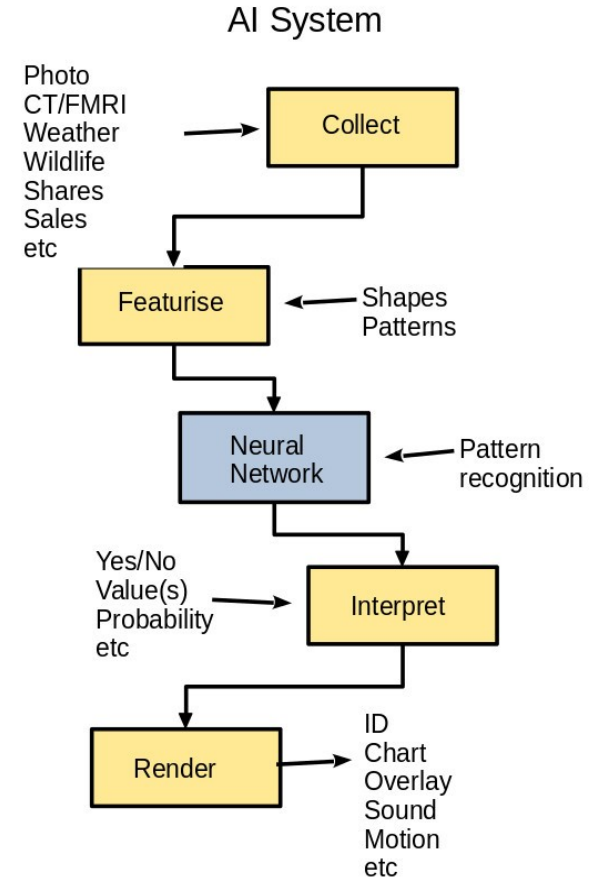 AI System
Photo
CT/FMRI
Weather
Wildlife
Shares
Sales
etc
Collect
Featurise
Shapes
Patterns
Neural
Network
Pattern
recognition
Yes/No
Value(s)
Probability
etc
Interpret
Render
ID
Chart
Overlay
Sound
Motion
etc